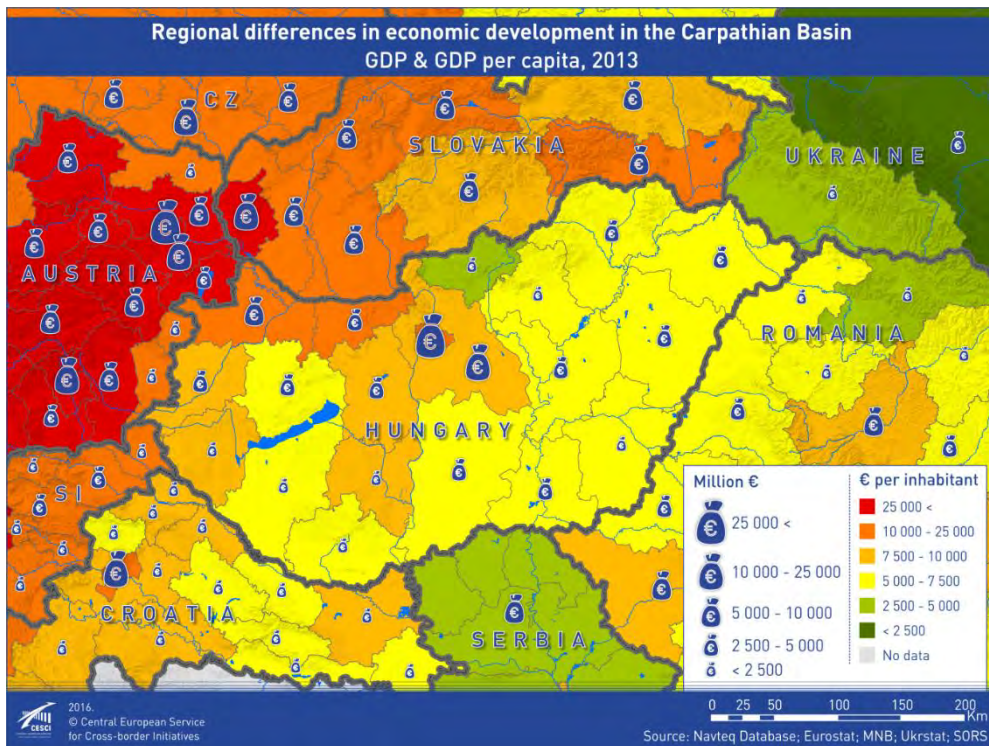 Regional differences in economic development in the Carpathian Basin
GDP & GDP per capita, 2013
CZ
SLOVAKIA
UKRAINE
AUSTRIA
ROMANIA
HUNGARY
SI
CROATIA
SERBIA
Million €
€ 25 000 <
€ 10 000 - 25 000
€ 5 000 - 10 000
€ 2 500 - 5 000
€ < 2 500
€ per inhabitant
25 000 <
10 000 - 25 000
7 500 - 10 000
5 000 - 7 500
2 500 - 5 000
< 2 500
No data
CESCI
2016.
© Central European Service
for Cross-border Initiatives
0 25 50 100 150 200
Km
Source: Navteq Database; Eurostat; MNB; Ukrstat; SORS